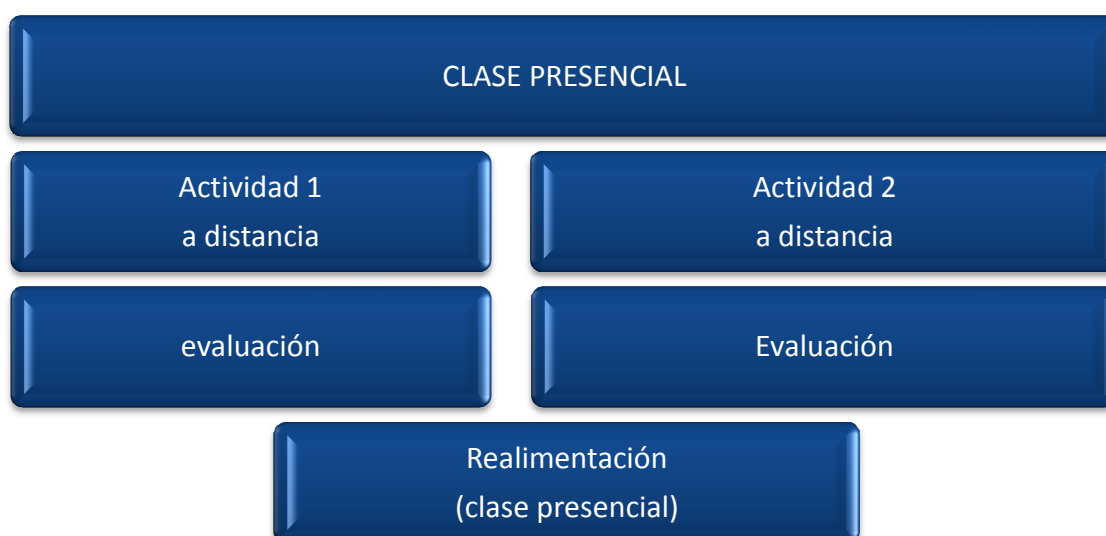 CLASE PRESENCIAL
Actividad 1
a distancia
Actividad 2
a distancia
evaluación
Evaluación
Realimentación
(clase presencial)